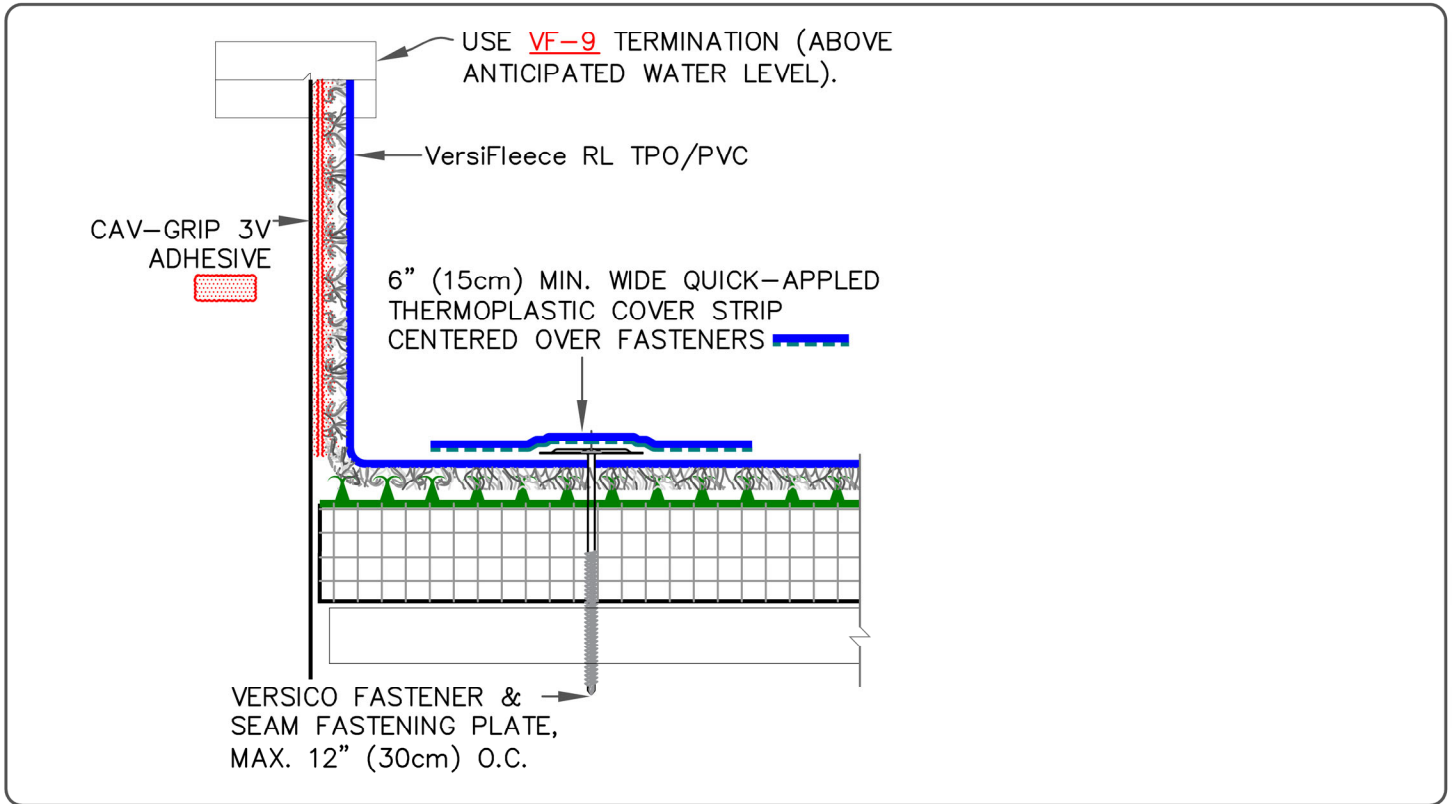 USE VF-9 TERMINATION (ABOVE
ANTICIPATED WATER LEVEL).
VersiFleece RL TPO/PVC
CAV-GRIP 3V
ADHESIVE
6" (15cm) MIN. WIDE QUICK-APPLED
THERMOPLASTIC COVER STRIP
CENTERED OVER FASTENERS
VERSICO FASTENER &
SEAM FASTENING PLATE,
MAX. 12" (30cm) O.C.